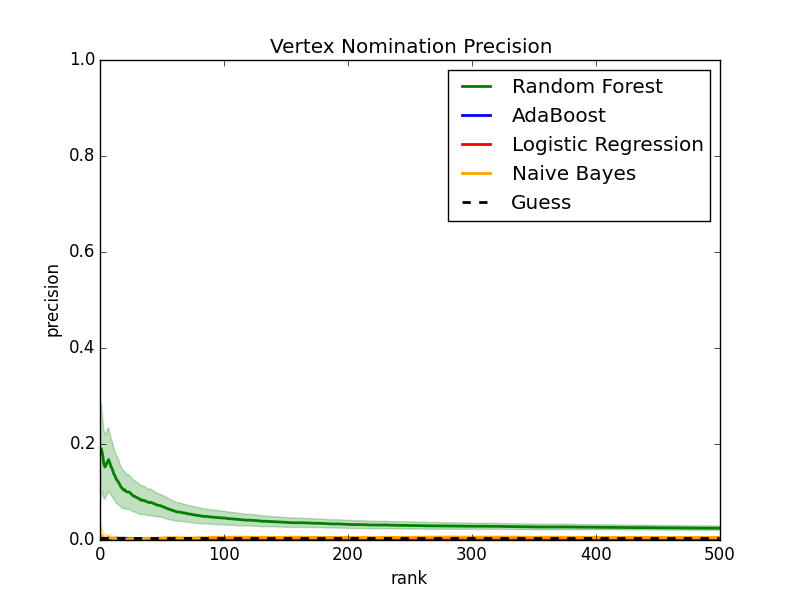 Vertex Nomination Precision
1.0
0.8
0.6
0.4
0.2
0.0
precision
Random Forest
AdaBoost
Logistic Regression
Naive Bayes
Guess
0 100 200 300 400 500
rank